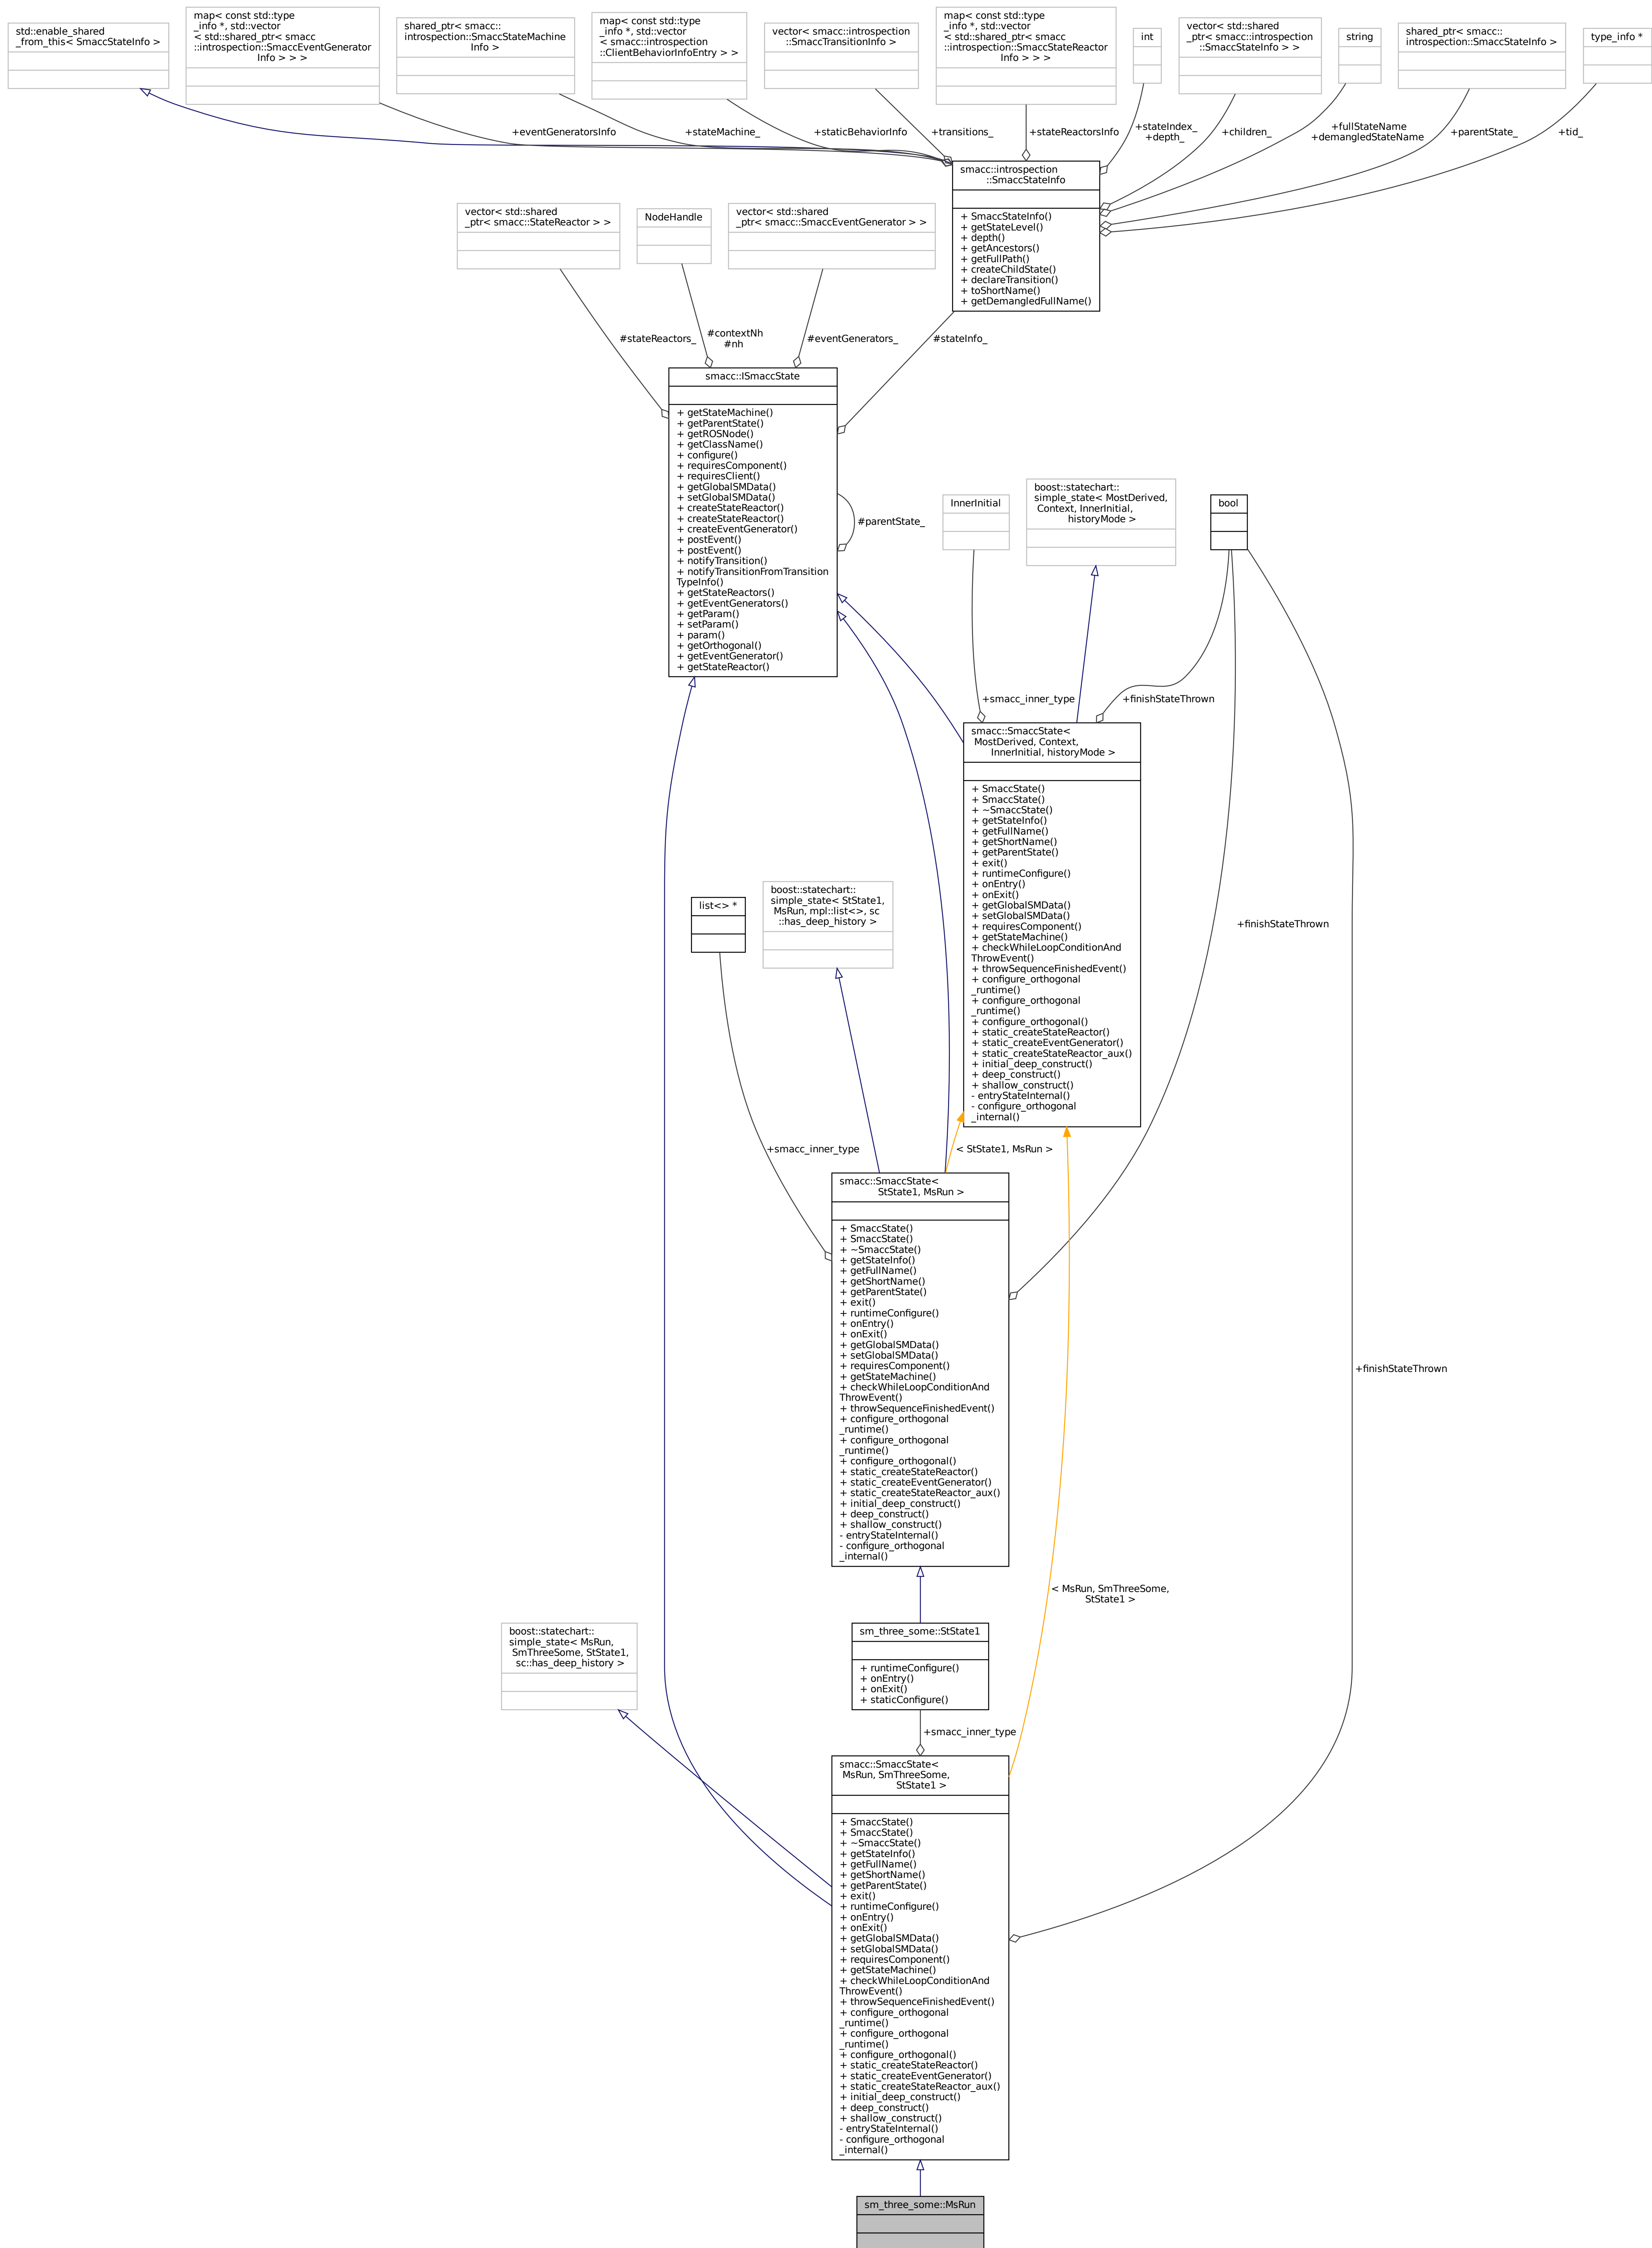 std::enable_shared
_from_this< SmaccStateInfo >
map< const std::type
_info *, std::vector
< std::shared_ptr< smacc
::introspection::SmaccEventGenerator
Info > > >
shared_ptr< smacc::
introspection::SmaccStateMachine
Info >
map< const std::type
_info *, std::vector
< smacc::introspection
::ClientBehaviorInfoEntry > >
vector< smacc::introspection
::SmaccTransitionInfo >
map< const std::type
_info *, std::vector
< std::shared_ptr< smacc
::introspection::SmaccStateReactor
Info > > >
int
vector< std::shared
_ptr< smacc::introspection
::SmaccStateInfo > >
string
shared_ptr< smacc::
introspection::SmaccStateInfo >
type_info *
+eventGeneratorsInfo
+stateMachine_
+staticBehaviorInfo
+transitions_
+stateReactorsInfo
+stateIndex_
+depth_
+children_
+fullStateName
+demangledStateName
+parentState_
+tid_
smacc::introspection
::SmaccStateInfo
+ SmaccStateInfo()
+ getStateLevel()
+ depth()
+ getAncestors()
+ getFullPath()
+ createChildState()
+ declareTransition()
+ toShortName()
+ getDemangledFullName()
vector< std::shared
_ptr< smacc::StateReactor > >
NodeHandle
vector< std::shared
_ptr< smacc::SmaccEventGenerator > >
#stateReactors_
#contextNh
#nh
#eventGenerators_
#stateInfo_
smacc::ISmaccState
+ getStateMachine()
+ getParentState()
+ getROSNode()
+ getClassName()
+ configure()
+ requiresComponent()
+ requiresClient()
+ getGlobalSMData()
+ setGlobalSMData()
+ createStateReactor()
+ createStateReactor()
+ createEventGenerator()
+ postEvent()
+ postEvent()
+ notifyTransition()
+ notifyTransitionFromTransition
TypeInfo()
+ getStateReactors()
+ getEventGenerators()
+ getParam()
+ setParam()
+ param()
+ getOrthogonal()
+ getEventGenerator()
+ getStateReactor()
#parentState_
InnerInitial
boost::statechart::
simple_state< MostDerived,
Context, InnerInitial,
historyMode >
bool
+smacc_inner_type
+finishStateThrown
smacc::SmaccState<
MostDerived, Context,
InnerInitial, historyMode >
+ SmaccState()
+ SmaccState()
+ ~SmaccState()
+ getStateInfo()
+ getFullName()
+ getShortName()
+ getParentState()
+ exit()
+ runtimeConfigure()
+ onEntry()
+ onExit()
+ getGlobalSMData()
+ setGlobalSMData()
+ requiresComponent()
+ getStateMachine()
+ checkWhileLoopConditionAnd
ThrowEvent()
+ throwSequenceFinishedEvent()
+ configure_orthogonal
_runtime()
+ configure_orthogonal
_runtime()
+ configure_orthogonal()
+ static_createStateReactor()
+ static_createEventGenerator()
+ static_createStateReactor_aux()
+ initial_deep_construct()
+ deep_construct()
+ shallow_construct()
- entryStateInternal()
- configure_orthogonal
_internal()
list<> *
boost::statechart::
simple_state< StState1,
MsRun, mpl::list<>, sc
::has_deep_history >
+finishStateThrown
+smacc_inner_type
< StState1, MsRun >
smacc::SmaccState<
StState1, MsRun >
+ SmaccState()
+ SmaccState()
+ ~SmaccState()
+ getStateInfo()
+ getFullName()
+ getShortName()
+ getParentState()
+ exit()
+ runtimeConfigure()
+ onEntry()
+ onExit()
+ getGlobalSMData()
+ setGlobalSMData()
+ requiresComponent()
+ getStateMachine()
+ checkWhileLoopConditionAnd
ThrowEvent()
+ throwSequenceFinishedEvent()
+ configure_orthogonal
_runtime()
+ configure_orthogonal
_runtime()
+ configure_orthogonal()
+ static_createStateReactor()
+ static_createEventGenerator()
+ static_createStateReactor_aux()
+ initial_deep_construct()
+ deep_construct()
+ shallow_construct()
- entryStateInternal()
- configure_orthogonal
_internal()
+finishStateThrown
< MsRun, SmThreeSome,
StState1 >
boost::statechart::
simple_state< MsRun,
SmThreeSome, StState1,
sc::has_deep_history >
sm_three_some::StState1
+ runtimeConfigure()
+ onEntry()
+ onExit()
+ staticConfigure()
+smacc_inner_type
smacc::SmaccState<
MsRun, SmThreeSome,
StState1 >
+ SmaccState()
+ SmaccState()
+ ~SmaccState()
+ getStateInfo()
+ getFullName()
+ getShortName()
+ getParentState()
+ exit()
+ runtimeConfigure()
+ onEntry()
+ onExit()
+ getGlobalSMData()
+ setGlobalSMData()
+ requiresComponent()
+ getStateMachine()
+ checkWhileLoopConditionAnd
ThrowEvent()
+ throwSequenceFinishedEvent()
+ configure_orthogonal
_runtime()
+ configure_orthogonal
_runtime()
+ configure_orthogonal()
+ static_createStateReactor()
+ static_createEventGenerator()
+ static_createStateReactor_aux()
+ initial_deep_construct()
+ deep_construct()
+ shallow_construct()
- entryStateInternal()
- configure_orthogonal
_internal()
sm_three_some::MsRun